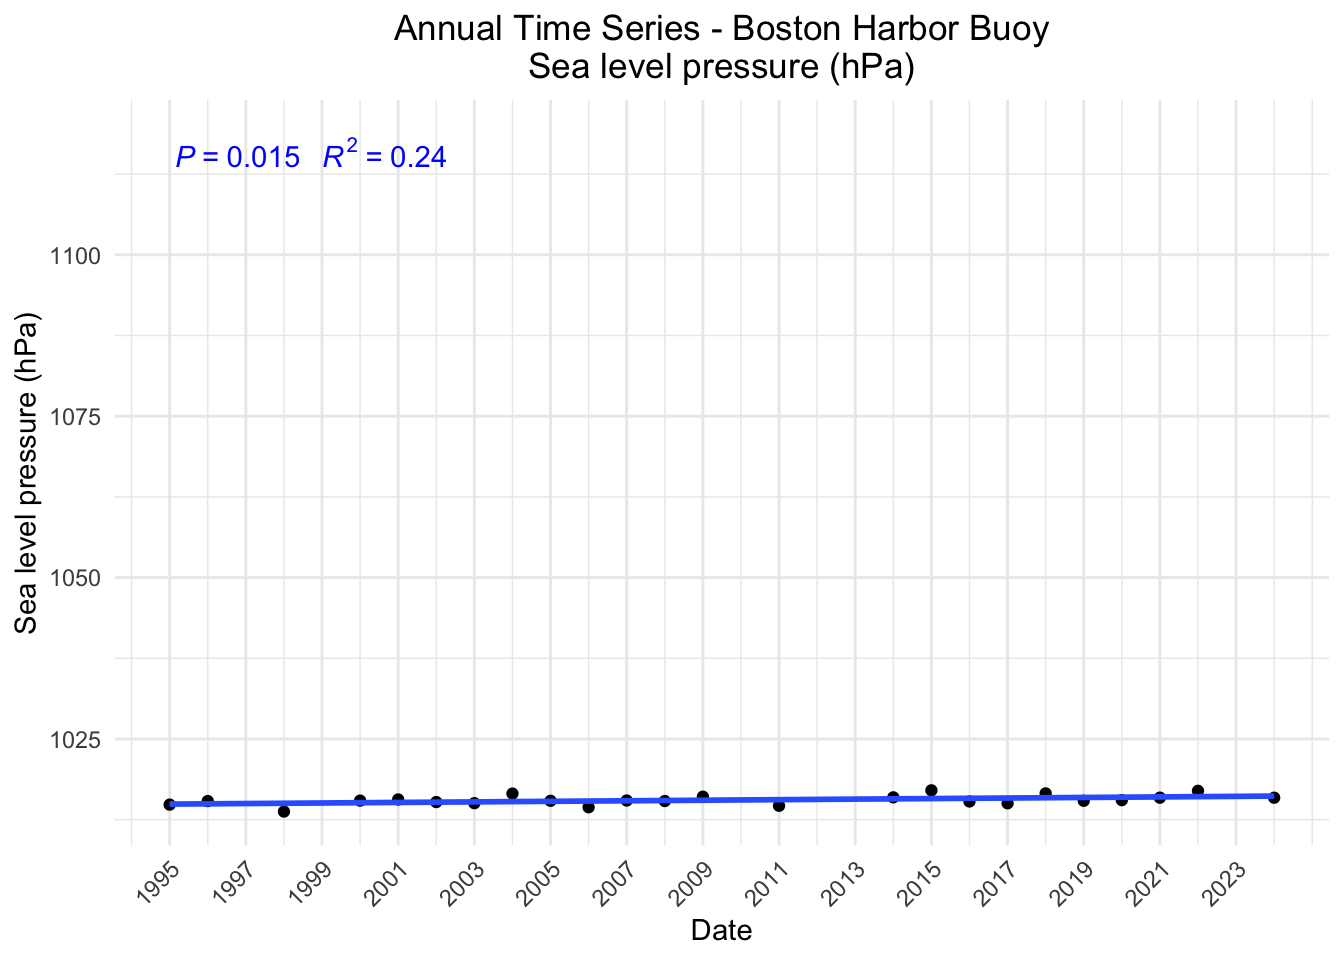 Annual Time Series - Boston Harbor Buoy
Sea level pressure (hPa)
P = 0.015 R² = 0.24
Sea level pressure (hPa)
1100
1075
1050
1025
1995 1997 1999 2001 2003 2005 2007 2009 2011 2013 2015 2017 2019 2021 2023
Date